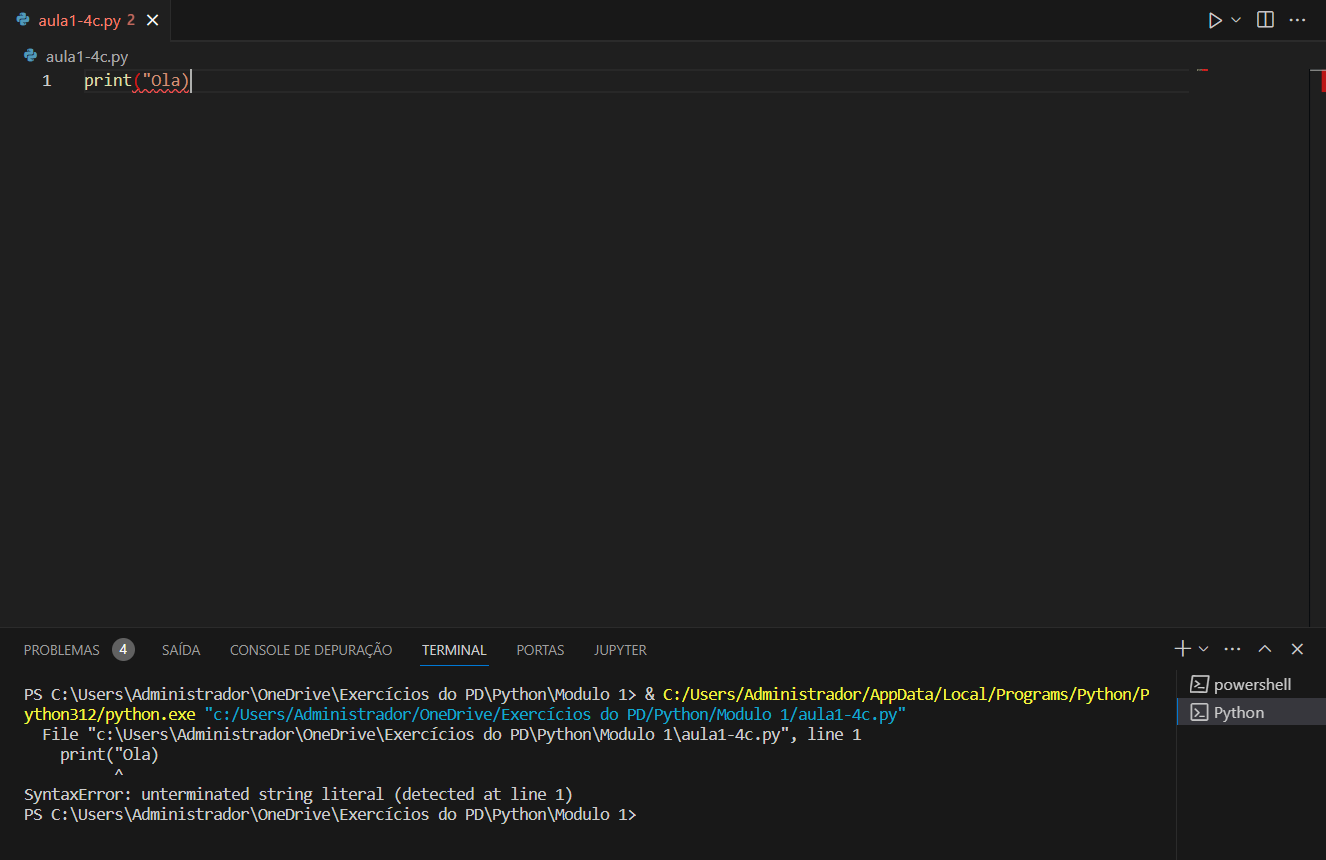 aula1-4c.py 2
aula1-4c.py
1 print("Ola)
PROBLEMAS 4 SAÍDA CONSOLE DE DEPURAÇÃO TERMINAL PORTAS JUPYTER
PS C:\Users\Administrador\OneDrive\Exercícios do PD\Python\Modulo 1> & C:/Users/Administrador/AppData/Local/Programs/Python/P
ython312/python.exe "c:/Users/Administrador/OneDrive/Exercícios do PD/Python/Modulo 1/aula1-4c.py"
  File "c:\Users\Administrador\OneDrive\Exercícios do PD\Python\Modulo 1\aula1-4c.py", line 1
    print("Ola)
          ^
SyntaxError: unterminated string literal (detected at line 1)
PS C:\Users\Administrador\OneDrive\Exercícios do PD\Python\Modulo 1>
powershell
Python